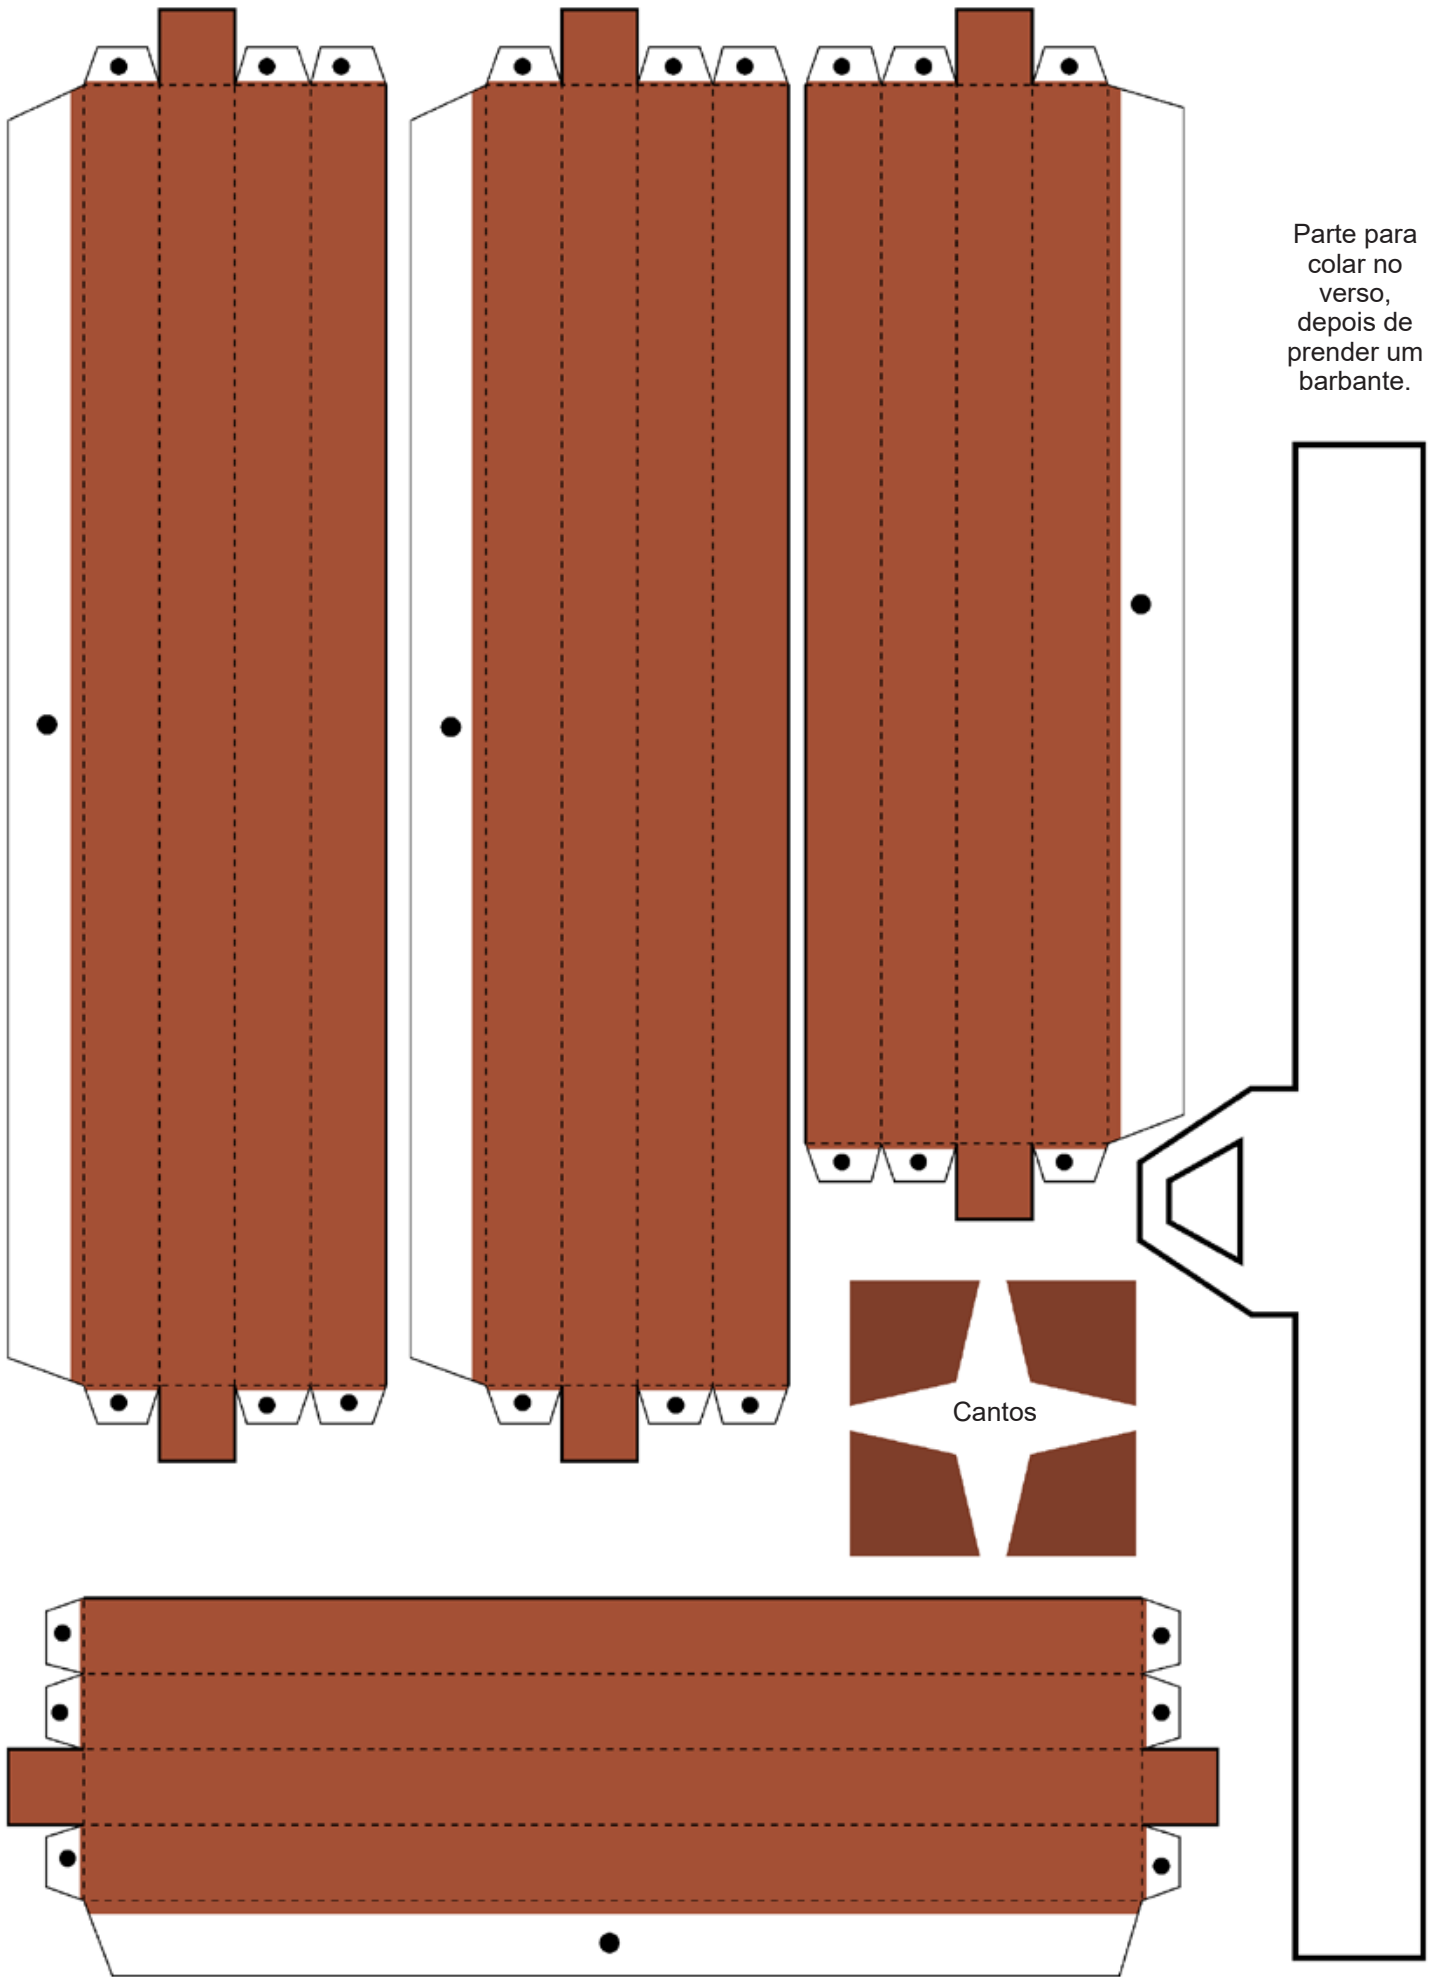 Parte para
colar no
verso,
depois de
prender um
barbante.
Cantos